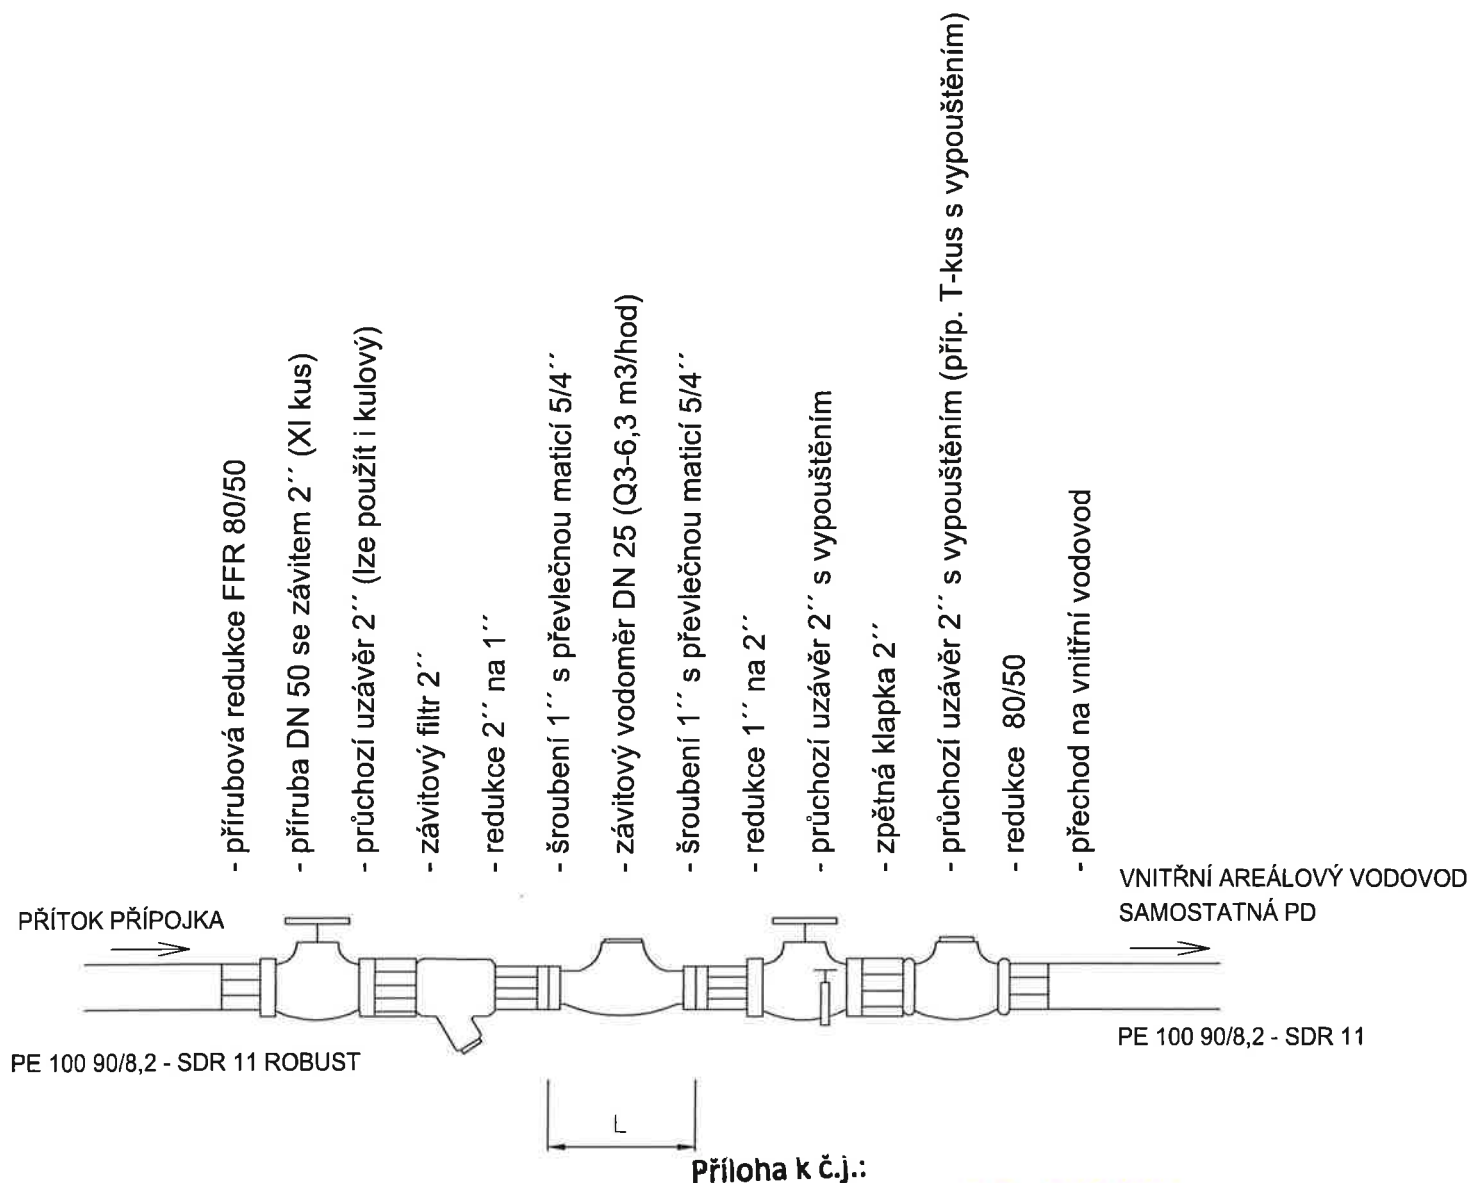 - přírubová redukce FFR 80/50
- příruba DN 50 se závitem 2´´ (XI kus)
- průchozí uzávěr 2´´ (lze použít i kulový)
- závitový filtr 2´´
- redukce 2´´ na 1´´
- šroubení 1´´ s převlečnou maticí 5/4´´
- závitový vodoměr DN 25 (Q3-6,3 m3/hod)
- šroubení 1´´ s převlečnou maticí 5/4´´
- redukce 1´´ na 2´´
- průchozí uzávěr 2´´ s vypouštěním
- zpětná klapka 2´´
- průchozí uzávěr 2´´ s vypouštěním (příp. T-kus s vypouštěním)
- redukce 80/50
- přechod na vnitřní vodovod
PŘÍTOK PŘÍPOJKA
VNITŘNÍ AREÁLOVÝ VODOVOD
SAMOSTATNÁ PD
PE 100 90/8,2 - SDR 11 ROBUST
PE 100 90/8,2 - SDR 11
L
Příloha k č.j.: